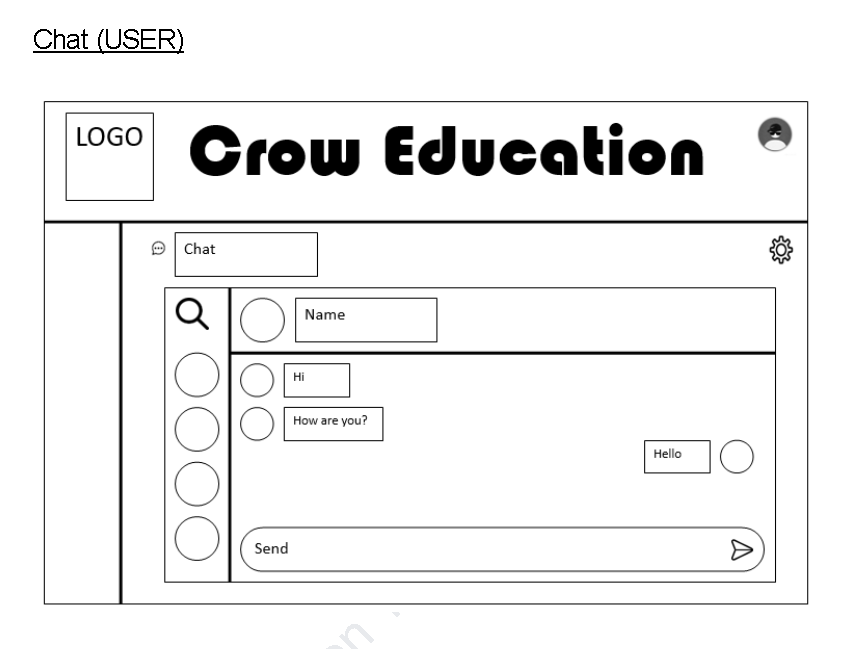 Chat (USER)
LOGO
Crow Education
Chat
Name
Hi
How are you?
Hello
Send